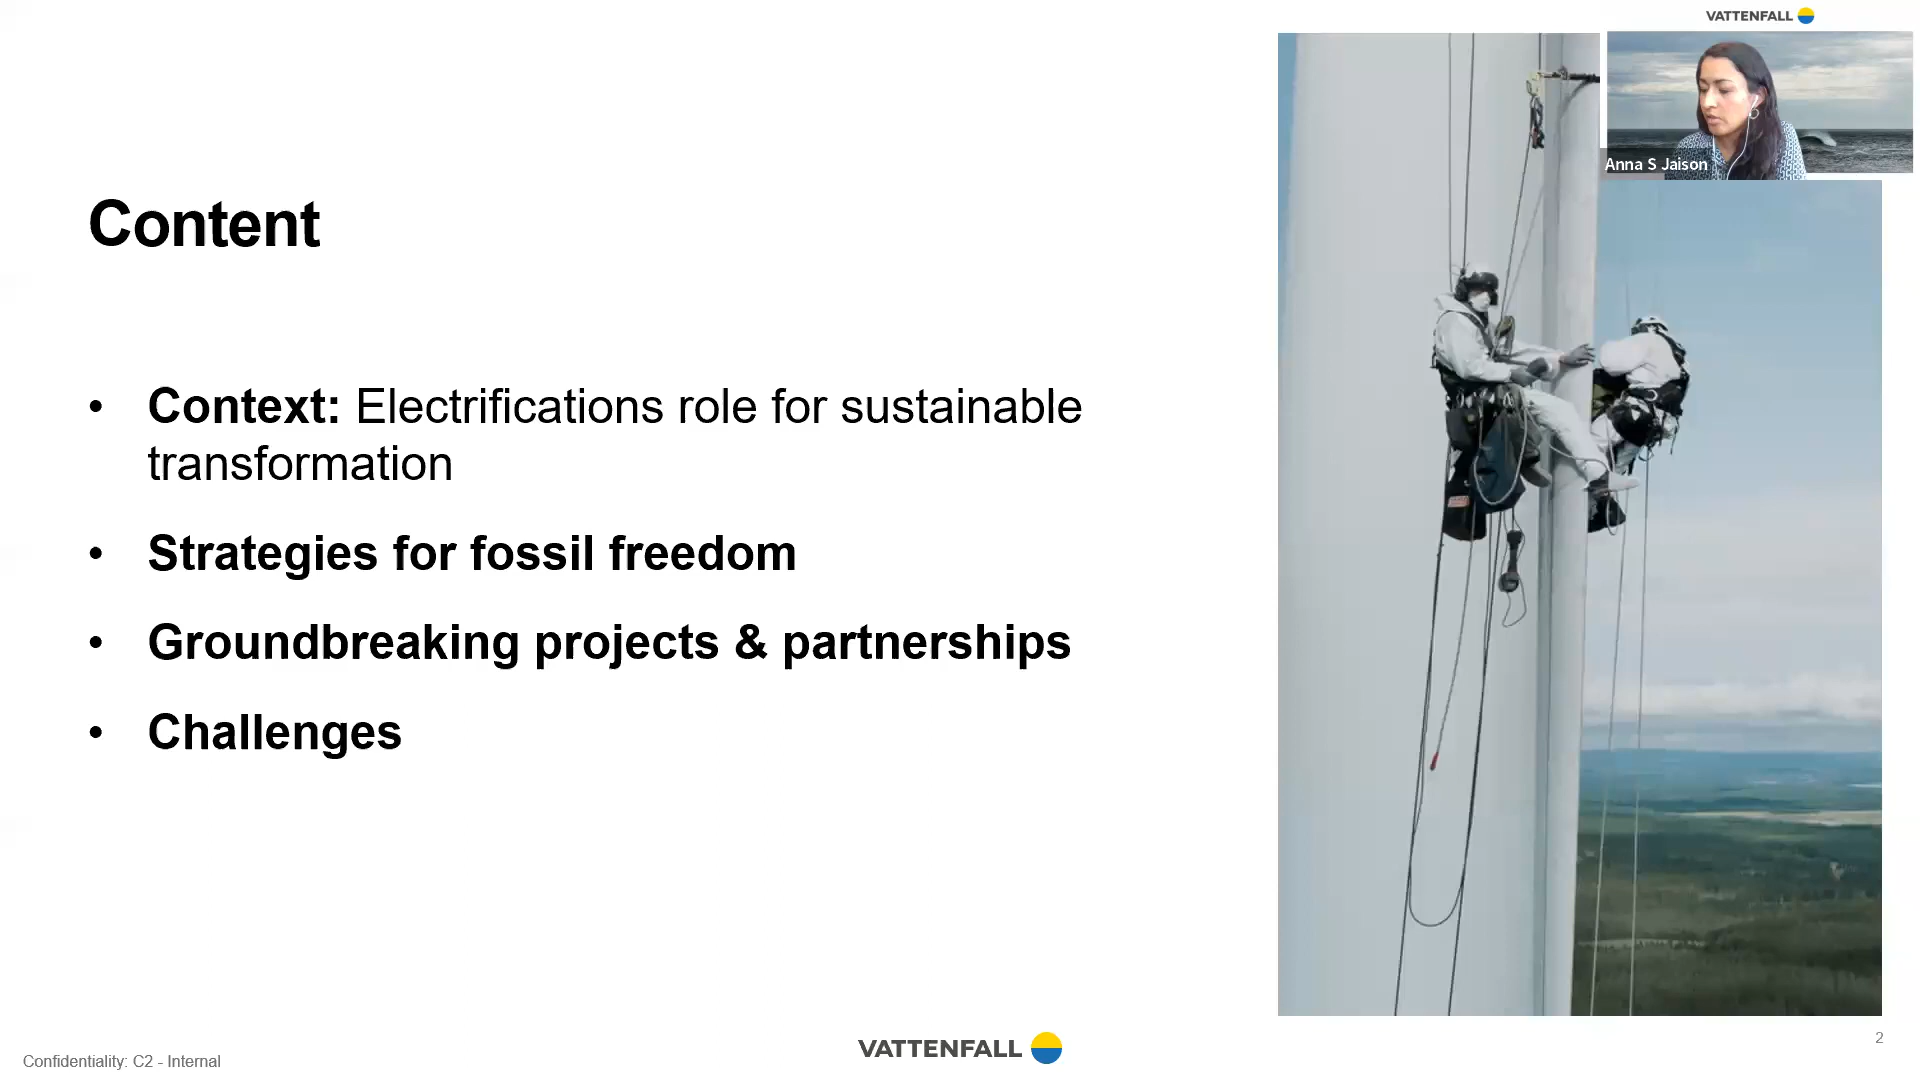 VATTENFALL
Anna S Jaison
Content
• Context: Electrifications role for sustainable
transformation
• Strategies for fossil freedom
• Groundbreaking projects & partnerships
• Challenges
VATTENFALL
2
Confidentiality: C2 - Internal